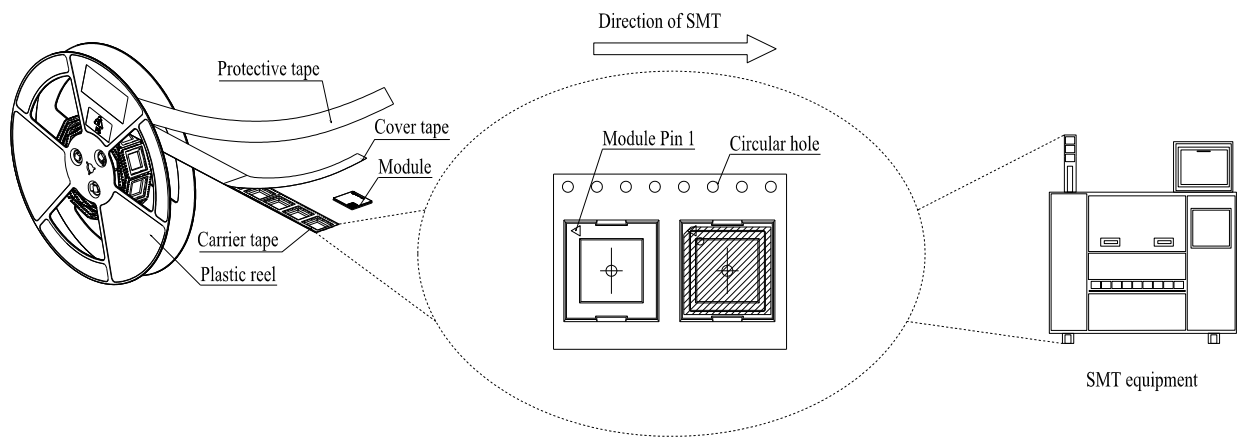 Direction of SMT
Protective tape
Cover tape
Module
Module Pin 1
Circular hole
Carrier tape
Plastic reel
SMT equipment